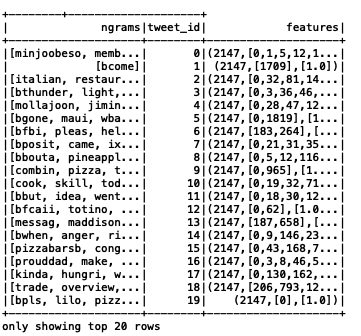 +--------+--------------------+
|              ngrams|tweet_id|            features|
+--------------------+--------+--------------------+
|[minjoobeso, memb...|       0|(2147,[0,1,5,12,1...|
|             [bcome]|       1| (2147,[1709],[1.0])|
|[italian, restaur...|       2|(2147,[0,32,81,14...|
|[bthunder, light,...|       3|(2147,[0,3,36,46,...|
|[mollajoon, jimin...|       4|(2147,[0,28,47,12...|
|[bgone, maui, wba...|       5|(2147,[0,1819],[1...|
|[bfbi, pleas, hel...|       6|(2147,[183,264],[...|
|[bposit, came, ix...|       7|(2147,[0,21,31,35...|
|[bbouta, pineappl...|       8|(2147,[0,5,12,116...|
|[combin, pizza, t...|       9|(2147,[0,965],[1....|
|[cook, skill, tod...|      10|(2147,[0,19,32,71...|
|[bbut, idea, went...|      11|(2147,[0,18,30,12...|
|[bfcaii, totino, ...|      12|(2147,[0,62],[1.0...|
|[messag, maddison...|      13|(2147,[187,658],[...|
|[bwhen, anger, ri...|      14|(2147,[0,9,146,23...|
|[pizzabarsb, cong...|      15|(2147,[0,43,168,7...|
|[prouddad, make, ...|      16|(2147,[0,3,8,46,5...|
|[kinda, hungri, w...|      17|(2147,[0,130,162,...|
|[trade, overview,...|      18|(2147,[206,793,12...|
|[bpls, lilo, pizz...|      19|    (2147,[0],[1.0])|
+--------------------+--------+--------------------+
only showing top 20 rows